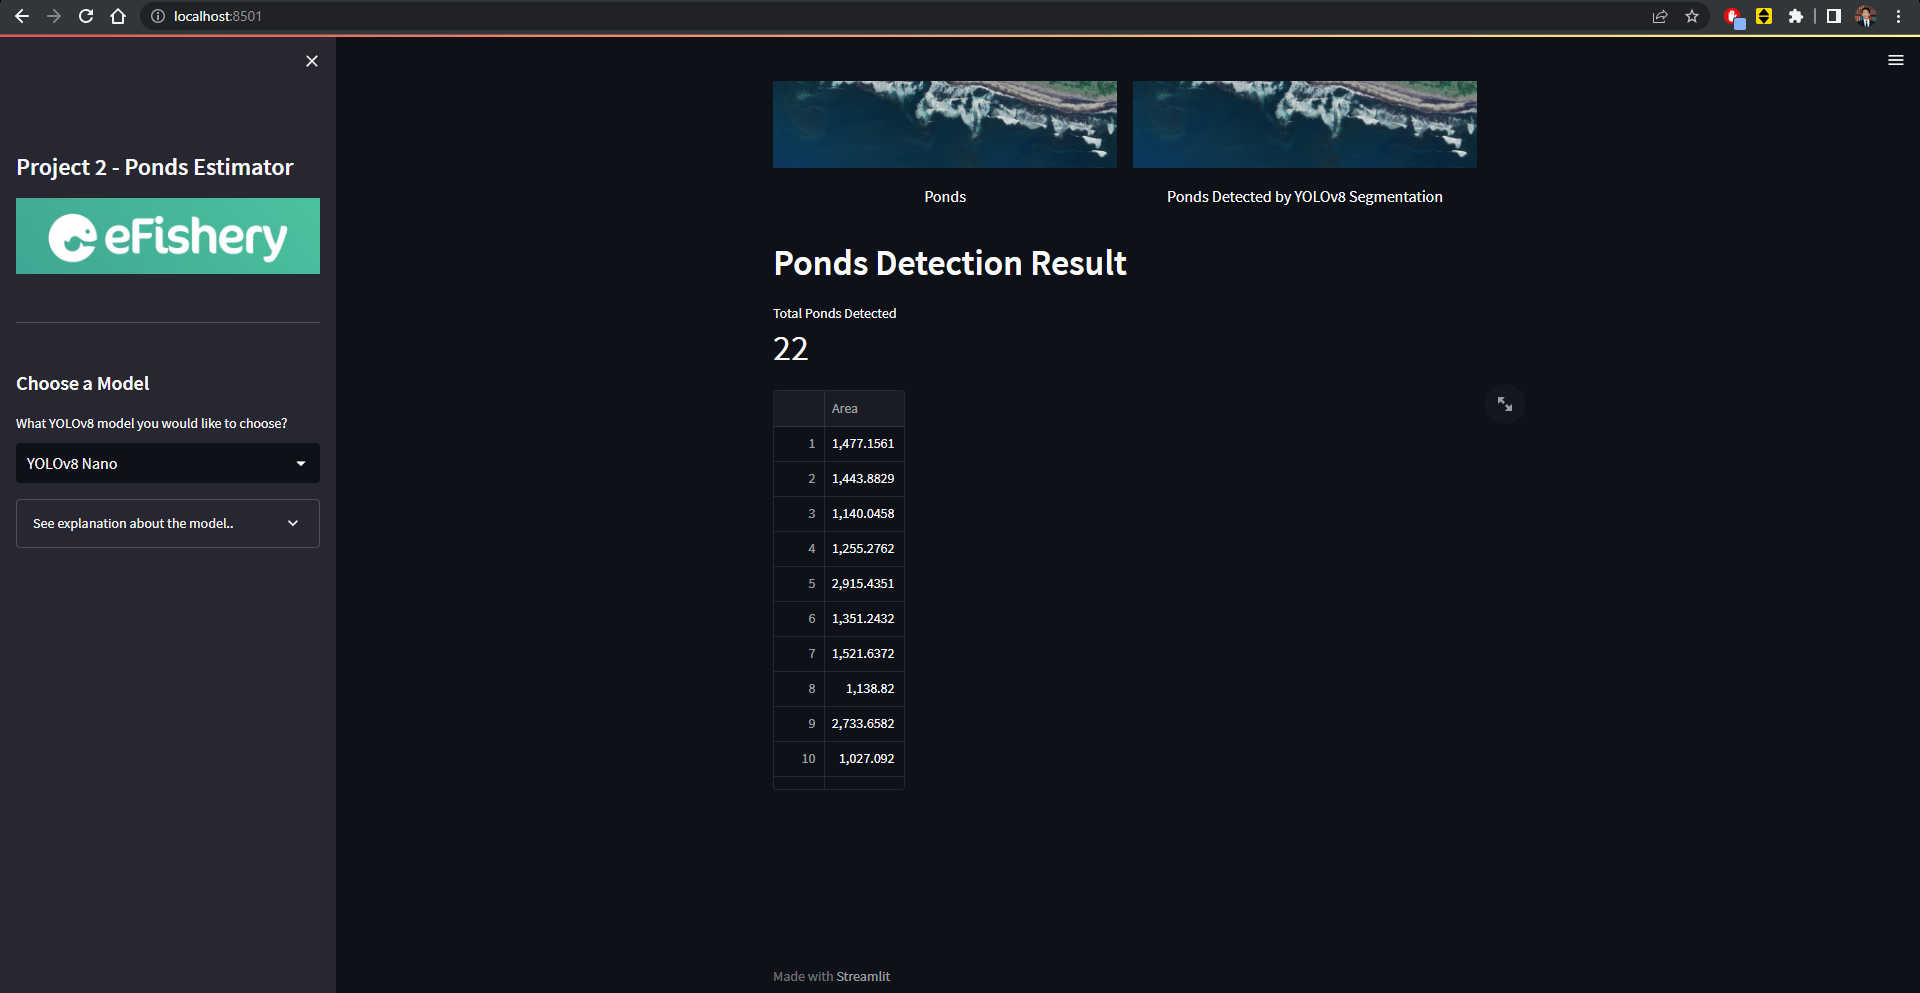 localhost:8501
Project 2 - Ponds Estimator
eFishery
Choose a Model
What YOLOv8 model you would like to choose?
YOLOv8 Nano
See explanation about the model..
Ponds
Ponds Detected by YOLOv8 Segmentation
Ponds Detection Result
Total Ponds Detected
22
Area
1 1,477.1561
2 1,443.8829
3 1,140.0458
4 1,255.2762
5 2,915.4351
6 1,351.2432
7 1,521.6372
8 1,138.82
9 2,733.6582
10 1,027.092
Made with Streamlit